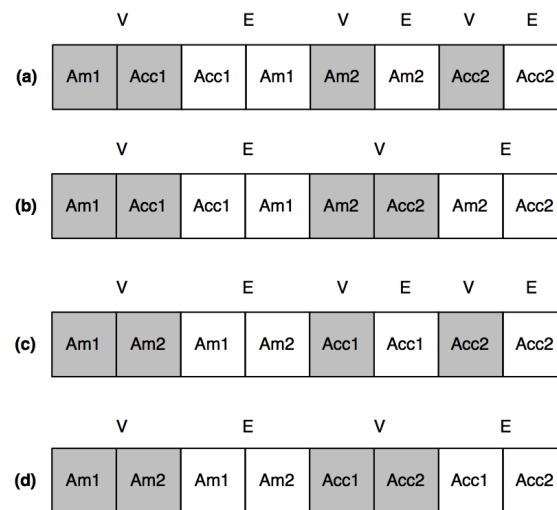 V E V E V E
(a) Am1 Acc1 Acc1 Am1 Am2 Am2 Acc2 Acc2
V E V E
(b) Am1 Acc1 Acc1 Am1 Am2 Acc2 Am2 Acc2
V E V E V E
(c) Am1 Am2 Am1 Am2 Acc1 Acc1 Acc2 Acc2
V E V E
(d) Am1 Am2 Am1 Am2 Acc1 Acc2 Acc1 Acc2